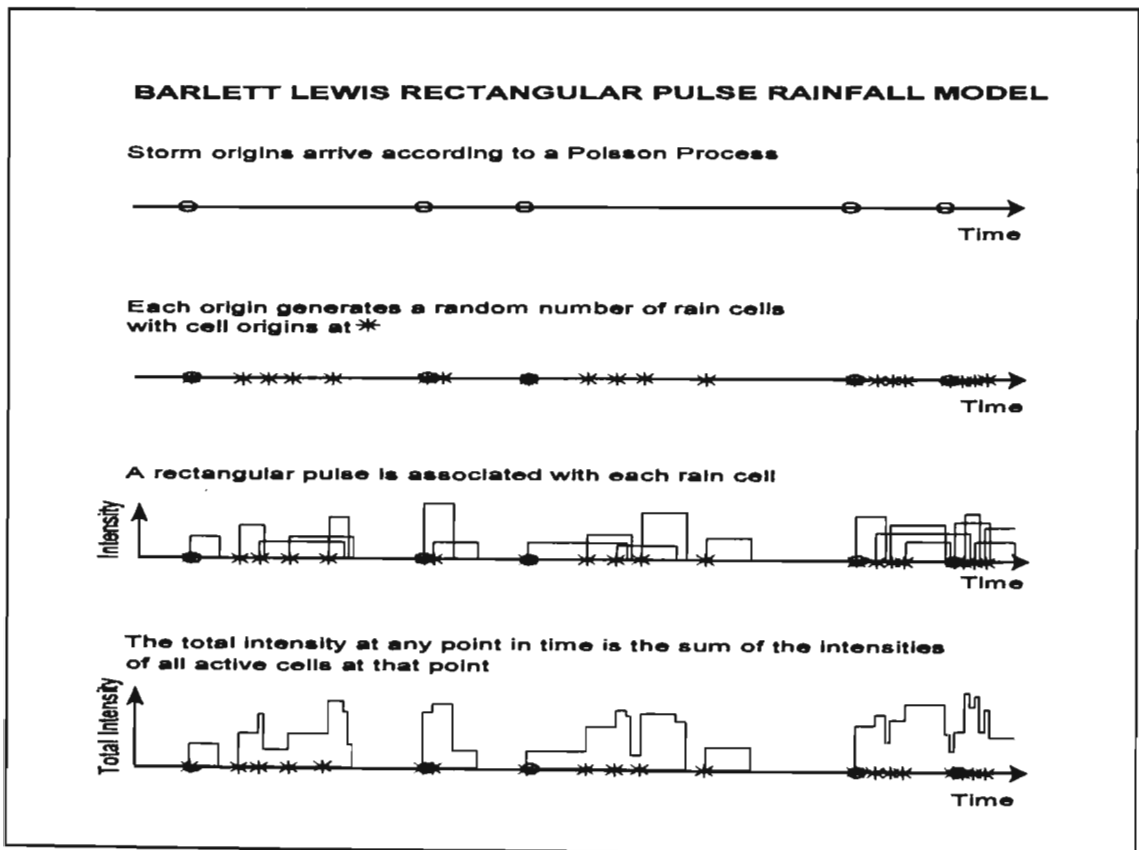 BARLETT LEWIS RECTANGULAR PULSE RAINFALL MODEL
Storm origins arrive according to a Poisson Process
Time
Each origin generates a random number of rain cells
with cell origins at
Time
A rectangular pulse is associated with each rain cell
Intensity
Time
The total intensity at any point in time is the sum of the intensities
of all active cells at that point
Total Intensity
Time